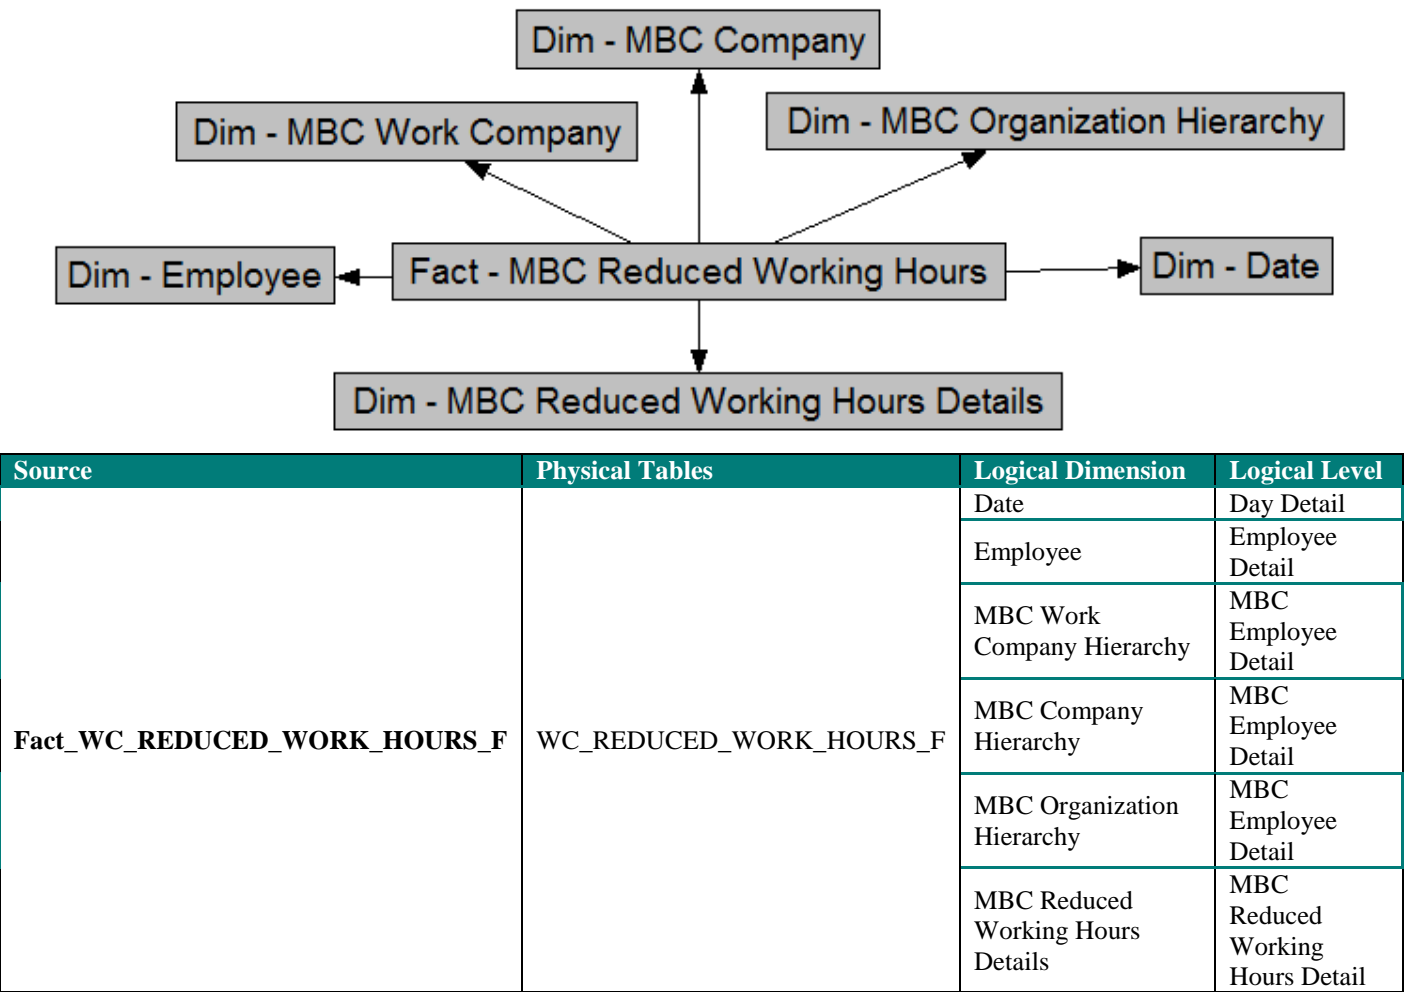 Dim - MBC Company
Dim - MBC Work Company
Dim - MBC Organization Hierarchy
Dim - Employee
Fact - MBC Reduced Working Hours
Dim - Date
Dim - MBC Reduced Working Hours Details
Source Physical Tables Logical Dimension Logical Level
Fact_WC_REDUCED_WORK_HOURS_F
WC_REDUCED_WORK_HOURS_F
Date
Day Detail
Employee
Employee
Detail
MBC Work
Company Hierarchy
MBC
Employee
Detail
MBC Company
Hierarchy
MBC
Employee
Detail
MBC Organization
Hierarchy
MBC
Employee
Detail
MBC Reduced
Working Hours
Details
MBC
Reduced
Working
Hours Detail